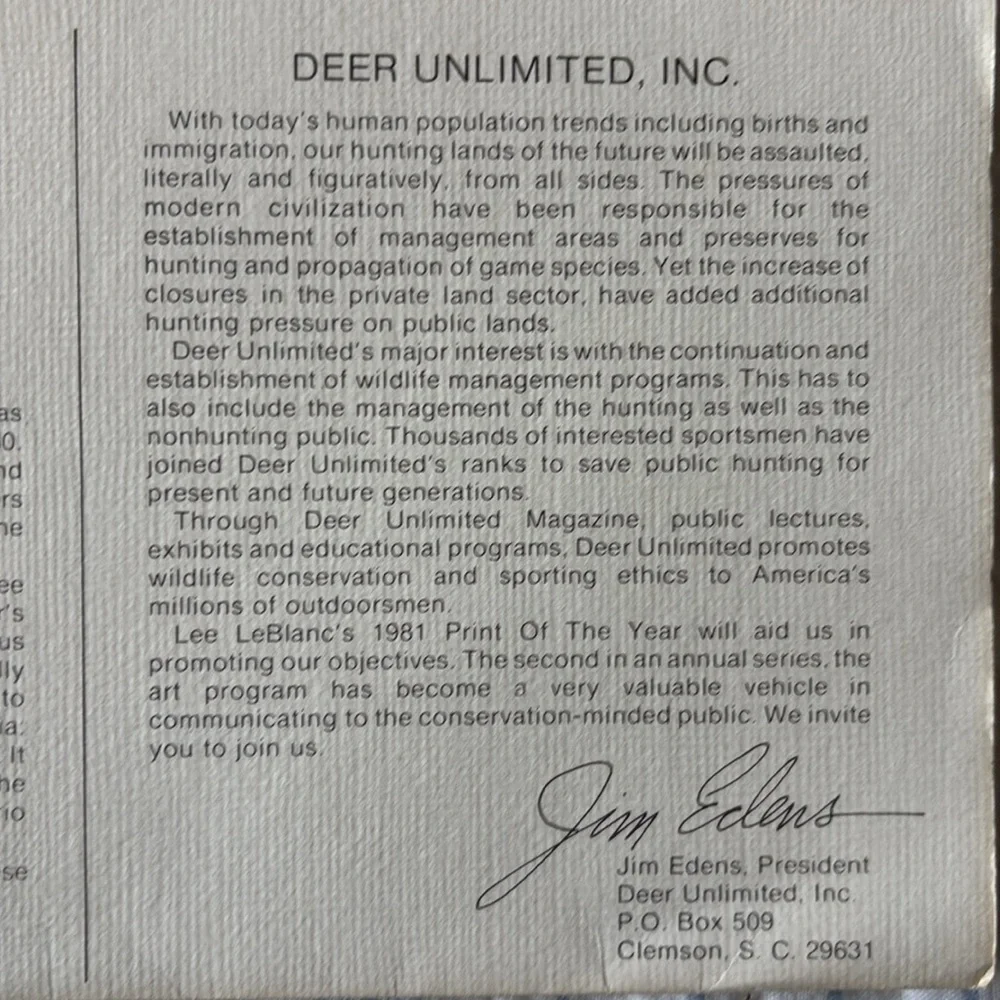 DEER UNLIMITED, INC.
With today's human population trends including births and
immigration, our hunting lands of the future will be assaulted,
literally and figuratively, from all sides. The pressures of
modern civilization have been responsible for the
establishment of management areas and preserves for
hunting and propagation of game species. Yet the increase of
closures in the private land sector, have added additional
hunting pressure on public lands.
Deer Unlimited's major interest is with the continuation and
establishment of wildlife management programs. This has to
also include the management of the hunting as well as the
nonhunting public. Thousands of interested sportsmen have
joined Deer Unlimited's ranks to save public hunting for
present and future generations.
Through Deer Unlimited Magazine, public lectures,
exhibits and educational programs, Deer Unlimited promotes
wildlife conservation and sporting ethics to America's
millions of outdoorsmen.
Lee LeBlanc's 1981 Print Of The Year will aid us in
promoting our objectives. The second in an annual series, the
art program has become a very valuable vehicle in
communicating to the conservation-minded public. We invite
you to join us.
Jim Edens
Jim Edens, President
Deer Unlimited, Inc.
P.O. Box 509
Clemson, S. C. 29631